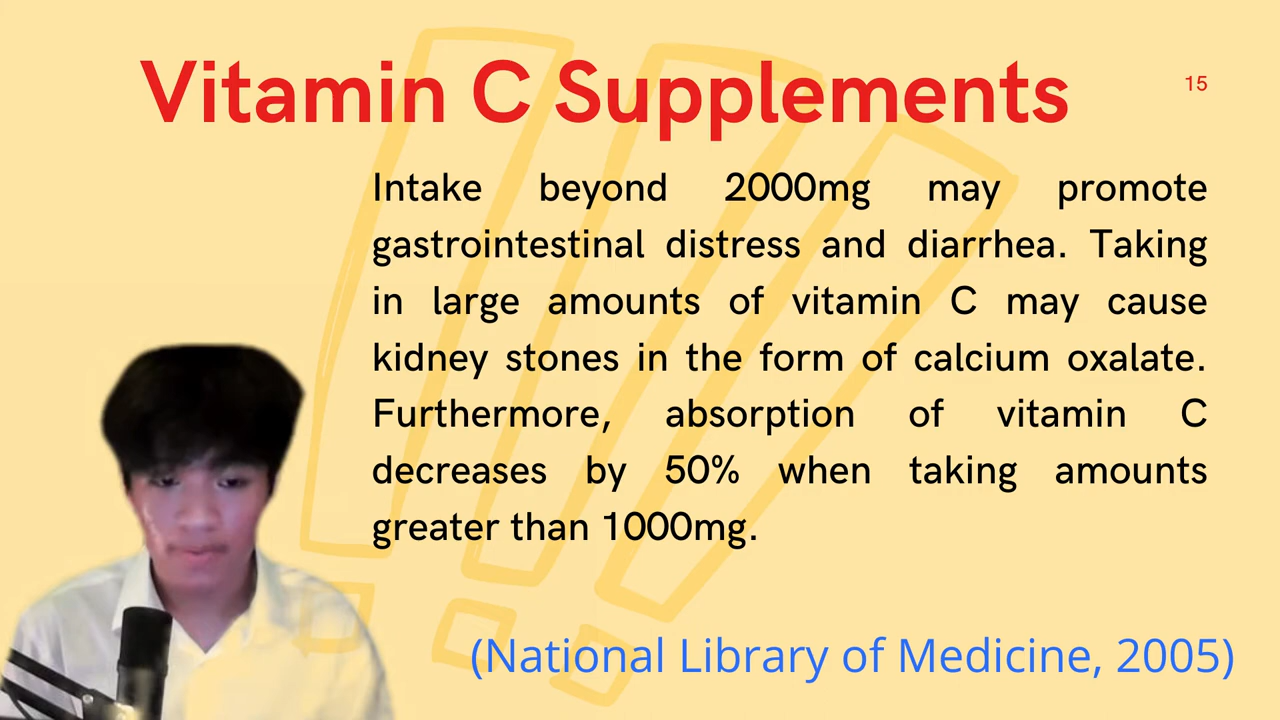 Vitamin C Supplements
15
Intake beyond 2000mg may promote
gastrointestinal distress and diarrhea. Taking
in large amounts of vitamin C may cause
kidney stones in the form of calcium oxalate.
Furthermore, absorption of vitamin C
decreases by 50% when taking amounts
greater than 1000mg.
(National Library of Medicine, 2005)